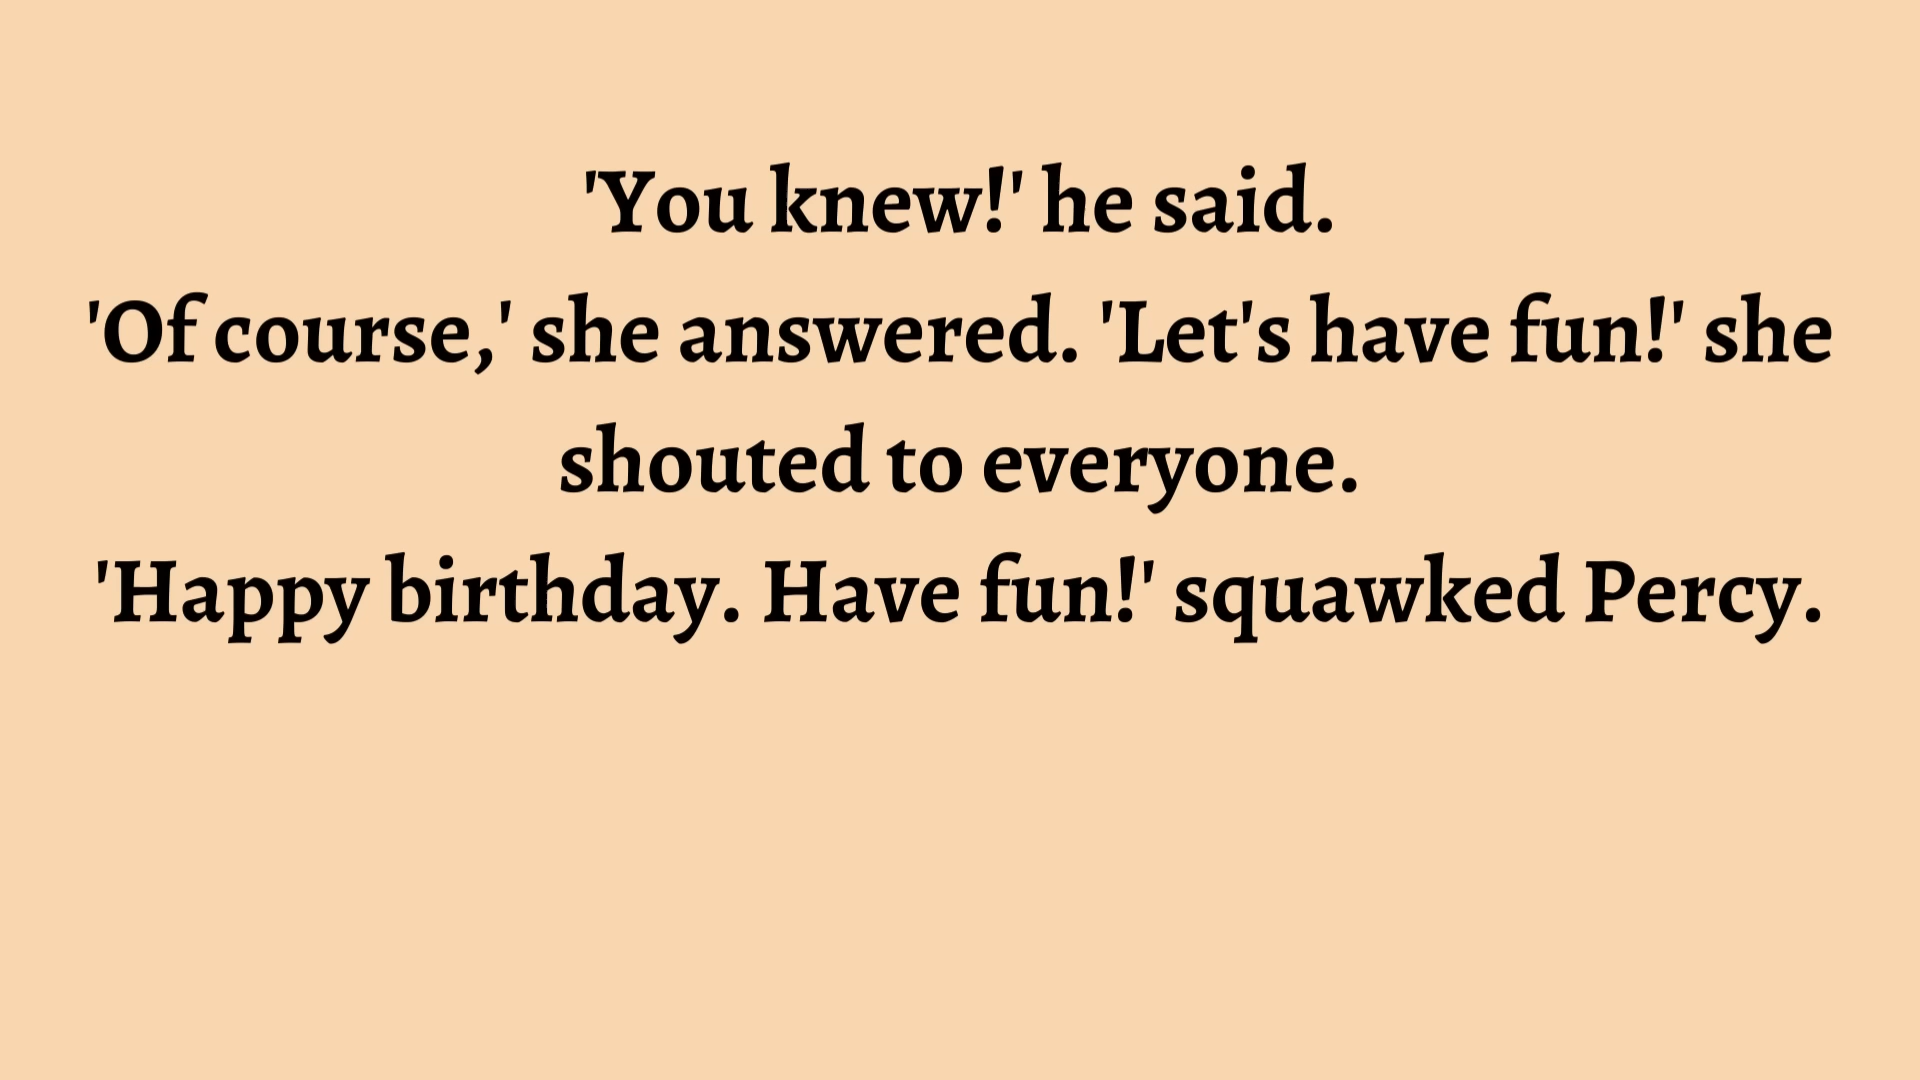 'You knew!' he said.
'Of course,' she answered. 'Let's have fun!' she
shouted to everyone.
'Happy birthday. Have fun!' squawked Percy.